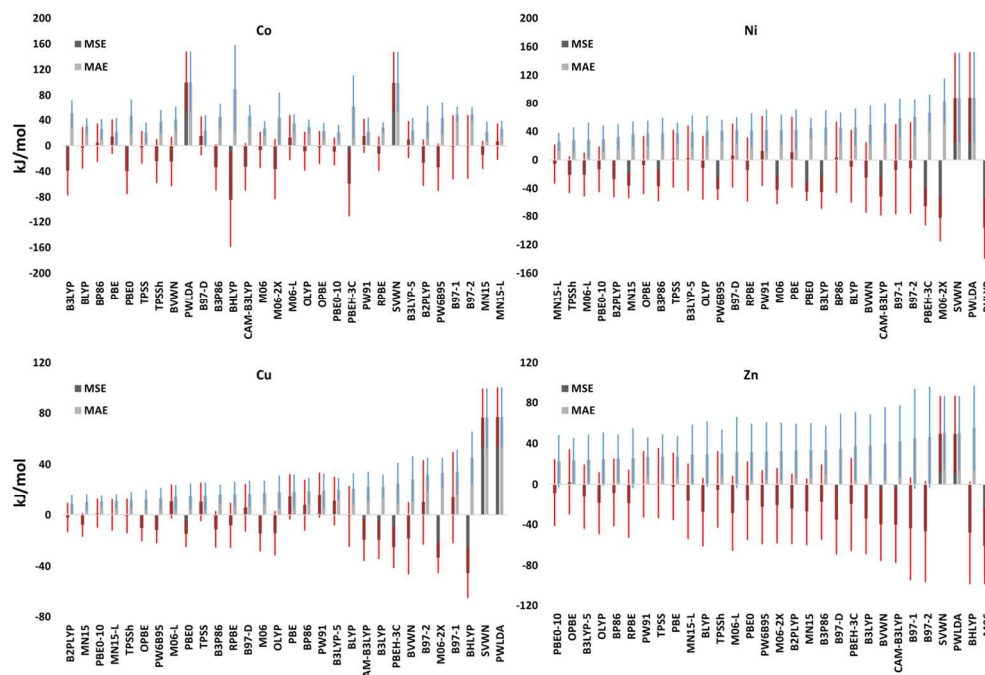 Co
MSE
MAE
kJ/mol
200
160
120
80
40
0
-40
-80
-120
-160
-200
B3LYP
BLYP
BP86
PBE
PBE0
TPSS
TPSSh
BVWN
PWLDA
B97-D
B3P86
BHLYP
CAM-B3LYP
M06
M06-2X
M06-L
OLYP
OPBE
PBE0-10
PBEH-3C
PW91
RPBE
SVWN
B3LYP-5
B2PLYP
PW6B95
B97-1
B97-2
MN15
MN15-L
Ni
MSE
MAE
200
160
120
80
40
0
-40
-80
-120
-160
MN15-L
TPSSh
M06-L
PBE0-10
B2PLYP
MN15
OPBE
B3P86
TPSS
B3LYP-5
OLYP
PW6B95
B97-D
RPBE
PW91
M06
PBE
PBE0
B3LYP
BP86
BLYP
BVWN
CAM-B3LYP
B97-1
B97-2
PBEH-3C
M06-2X
SVWN
PWLDA
Cu
MSE
MAE
kJ/mol
120
80
40
0
-40
-80
B2PLYP
MN15
PBE0-10
MN15-L
TPSSh
OPBE
PW6B95
M06-L
PBE0
TPSS
B3P86
RPBE
B97-D
M06
OLYP
PBE
BP86
PW91
B3LYP-5
BLYP
CAM-B3LYP
B3LYP
PBEH-3C
BVWN
B97-2
M06-2X
B97-1
BHLYP
SVWN
PWLDA
Zn
MSE
MAE
120
80
40
0
-40
-80
-120
PBE0-10
OPBE
B3LYP-5
OLYP
BP86
RPBE
PW91
TPSS
PBE
MN15-L
BLYP
TPSSh
M06-L
PBE0
PW6B95
M06-2X
B2PLYP
MN15
B3P86
B97-D
PBEH-3C
B3LYP
BVWN
CAM-B3LYP
B97-1
B97-2
SVWN
PWLDA
BHLYP